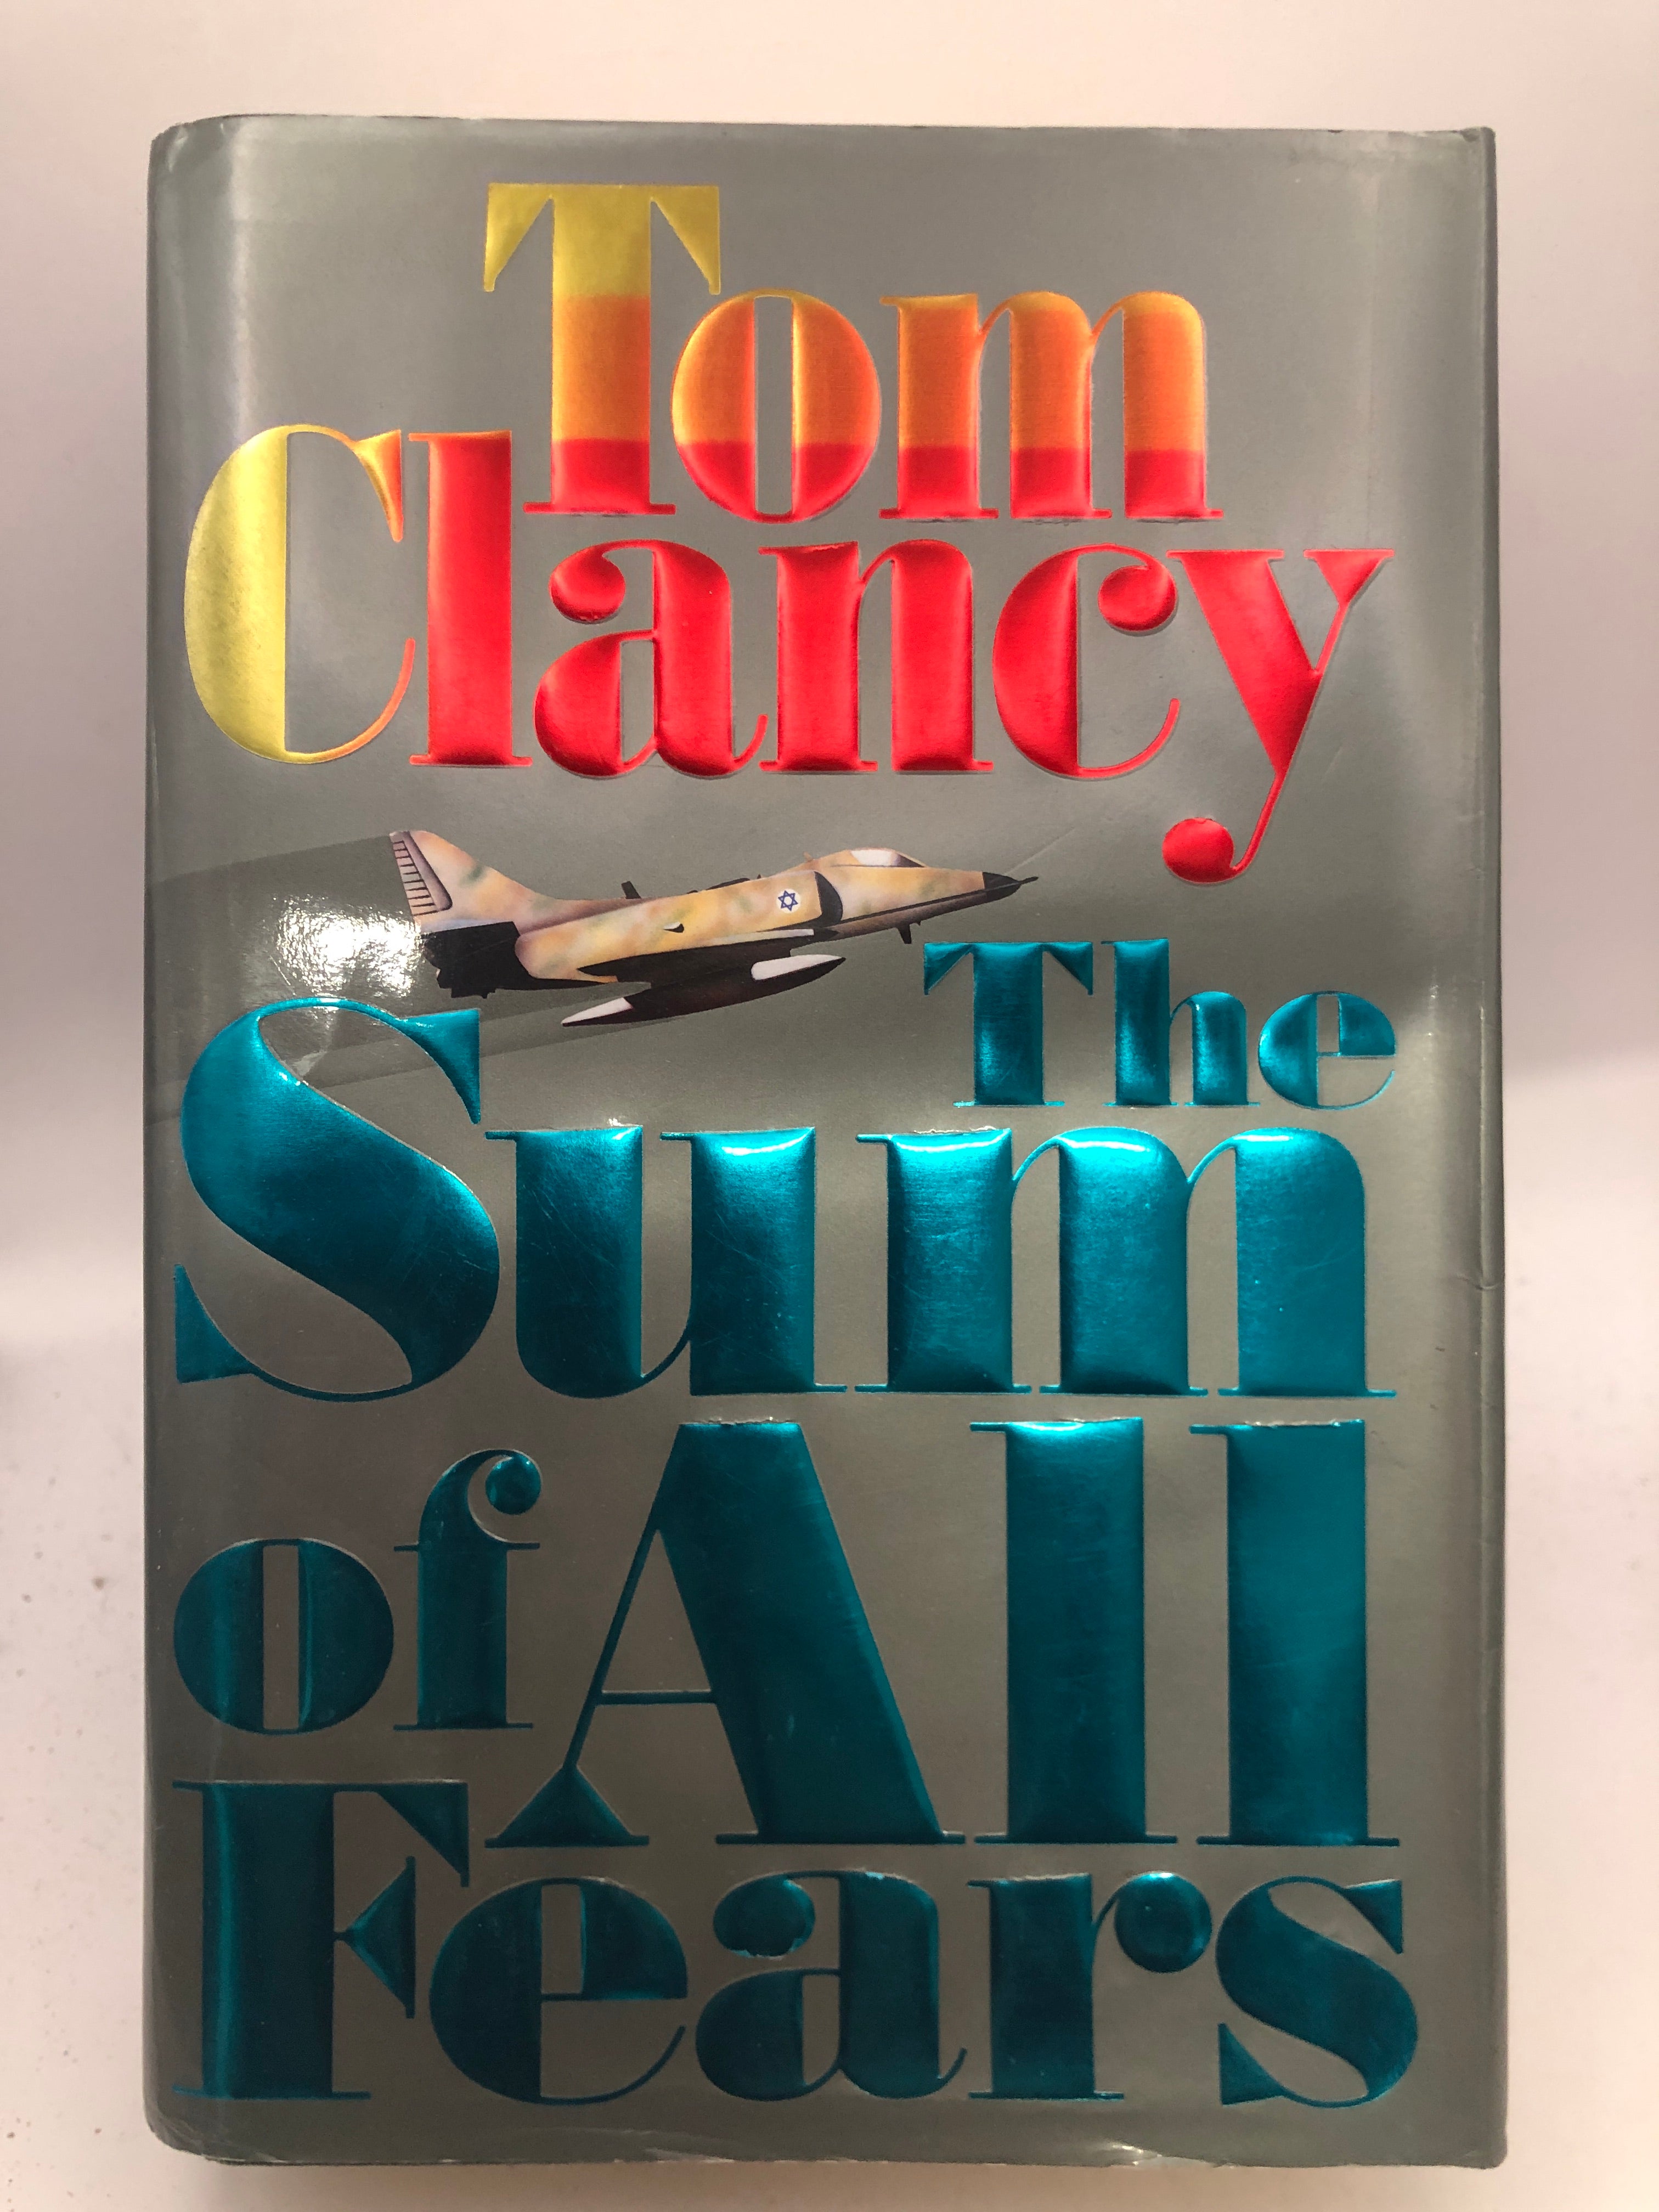 Tom
Clancy
The
Sum
of All
Fears